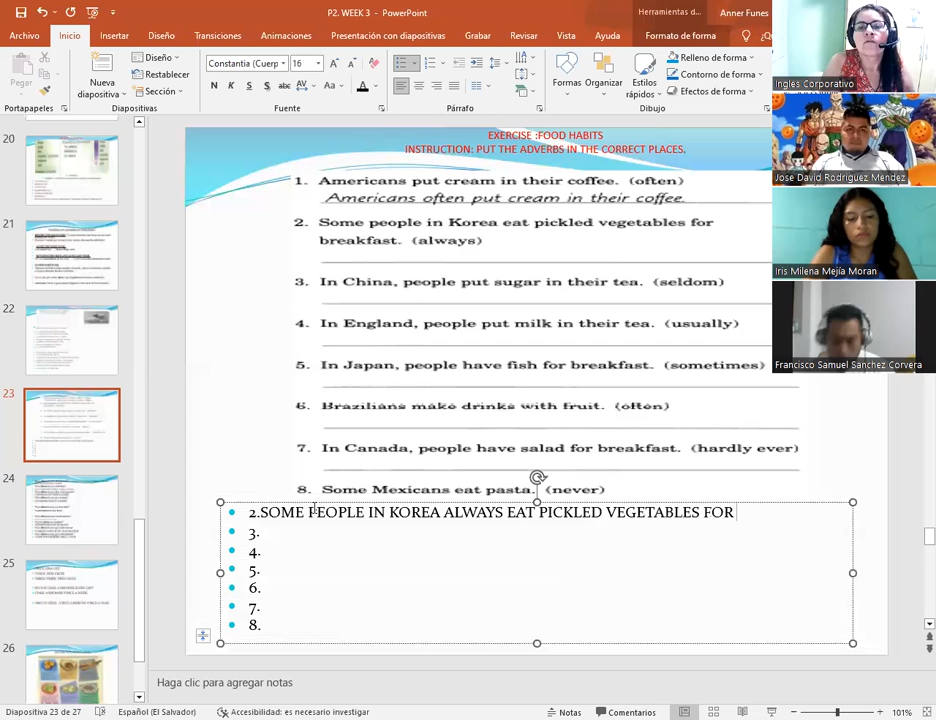 P2. WEEK 3 - PowerPoint
Herramientas d...
Anner Funes
Archivo
Inicio
Insertar
Diseño
Transiciones
Animaciones
Presentación con diapositivas
Grabar
Revisar
Vista
Ayuda
Formato de forma
Pegar
Nueva
diapositiva
Diseño
Restablecer
Sección
Constantia (Cuerp
16
N
K
S
S
abc
AV
Aa
A
Formas
Organizar
Estilos
rápidos
Relleno de forma
Contorno de forma
Efectos de forma
Portapapeles
Diapositivas
Fuente
Párrafo
Dibujo
Ingles Corporativo
Jose David Rodriguez Mendez
Iris Milena Mejía Moran
Francisco Samuel Sanchez Corvera
20
21
22
23
24
25
26
EXERCISE :FOOD HABITS
INSTRUCTION: PUT THE ADVERBS IN THE CORRECT PLACES.
1. Americans put cream in their coffee. (often)
Americans often put cream in their coffee.
2. Some people in Korea eat pickled vegetables for
breakfast. (always)
3. In China, people put sugar in their tea. (seldom)
4. In England, people put milk in their tea. (usually)
5. In Japan, people have fish for breakfast. (sometimes)
6. Brazilians make drinks with fruit. (often)
7. In Canada, people have salad for breakfast. (hardly ever)
8. Some Mexicans eat pasta. (never)
2.SOME PEOPLE IN KOREA ALWAYS EAT PICKLED VEGETABLES FOR
3.
4.
5.
6.
7.
8.
Haga clic para agregar notas
Diapositiva 23 de 27
Español (El Salvador)
Accesibilidad: es necesario investigar
Notas
Comentarios
101%